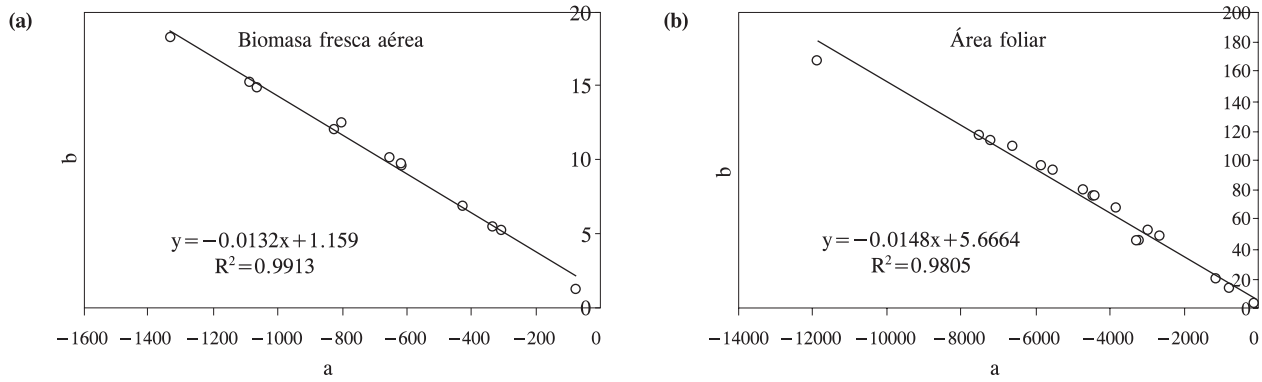 (a)
Biomasa fresca aérea
20
15
10
5
0
b
y=−0.0132x+1.159
R²=0.9913
−1600 −1400 −1200 −1000 −800 −600 −400 −200 0
a
(b)
Área foliar
200
180
160
140
120
100
80
60
40
20
0
b
y=−0.0148x+5.6664
R²=0.9805
−14000 −12000 −10000 −8000 −6000 −4000 −2000 0
a